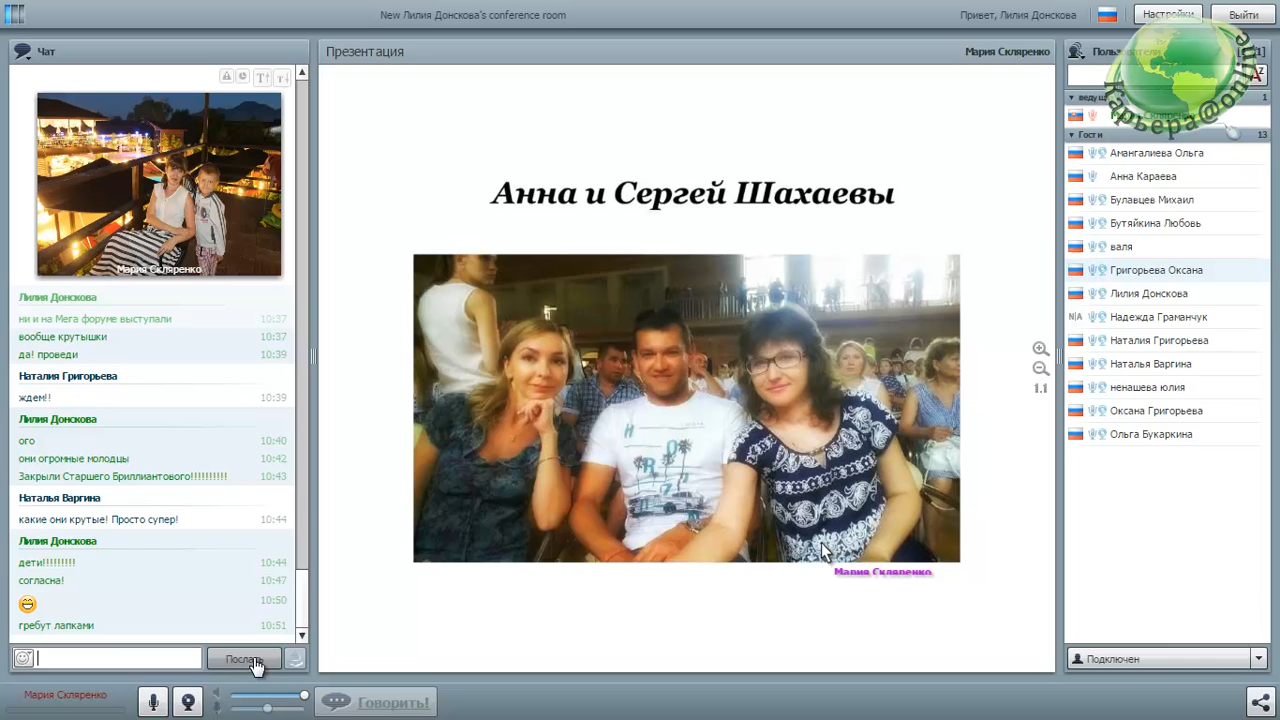 New Лилия Донскова's conference room
Привет, Лилия Донскова
Настройки
Выйти
Чат
Мария Скляренко
Лилия Донскова
ни и на Мега форуме выступали 10:37
вообще крутышки 10:37
да! проведи 10:39
Наталия Григорьева
ждем!! 10:39
Лилия Донскова
ого 10:40
они огромные молодцы 10:42
Закрыли Старшего Бриллиантового!!!!!!!!!! 10:43
Наталья Варгина
какие они крутые! Просто супер! 10:44
Лилия Донскова
дети!!!!!!!!! 10:44
согласна! 10:47
10:50
гребут лапками 10:51
Мария Скляренко
Говорить!
Презентация
Мария Скляренко
Анна и Сергей Шахаевы
Мария Скляренко
1.1
Карьера@online
1
Гости 13
Амангалиева Ольга
Анна Караева
Булавцев Михаил
Бутяйкина Любовь
валя
Григорьева Оксана
Лилия Донскова
N/A Надежда Граманчук
Наталия Григорьева
Наталья Варгина
ненашева юлия
Оксана Григорьева
Ольга Букаркина
Подключен